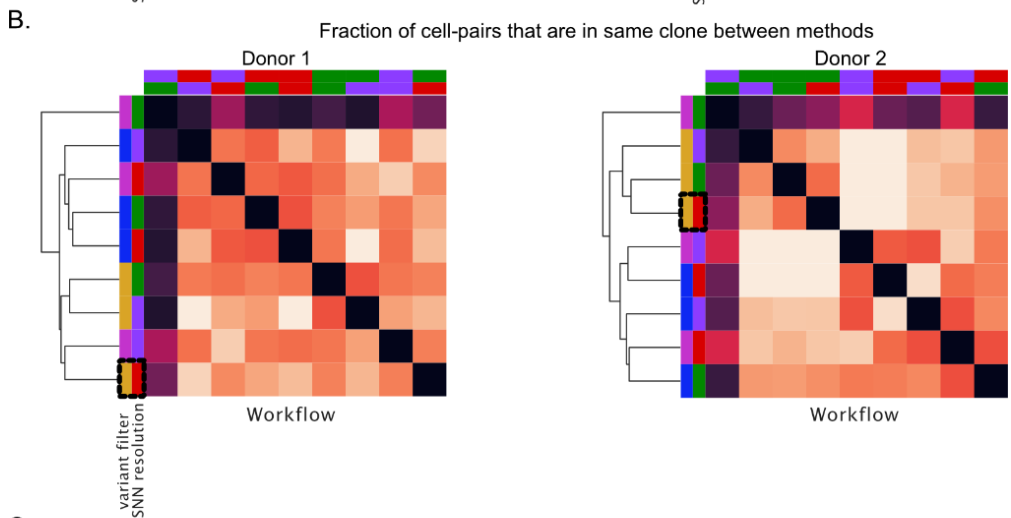 B.
Fraction of cell-pairs that are in same clone between methods
Donor 1
Donor 2
Workflow
Workflow
variant filter
SNN resolution